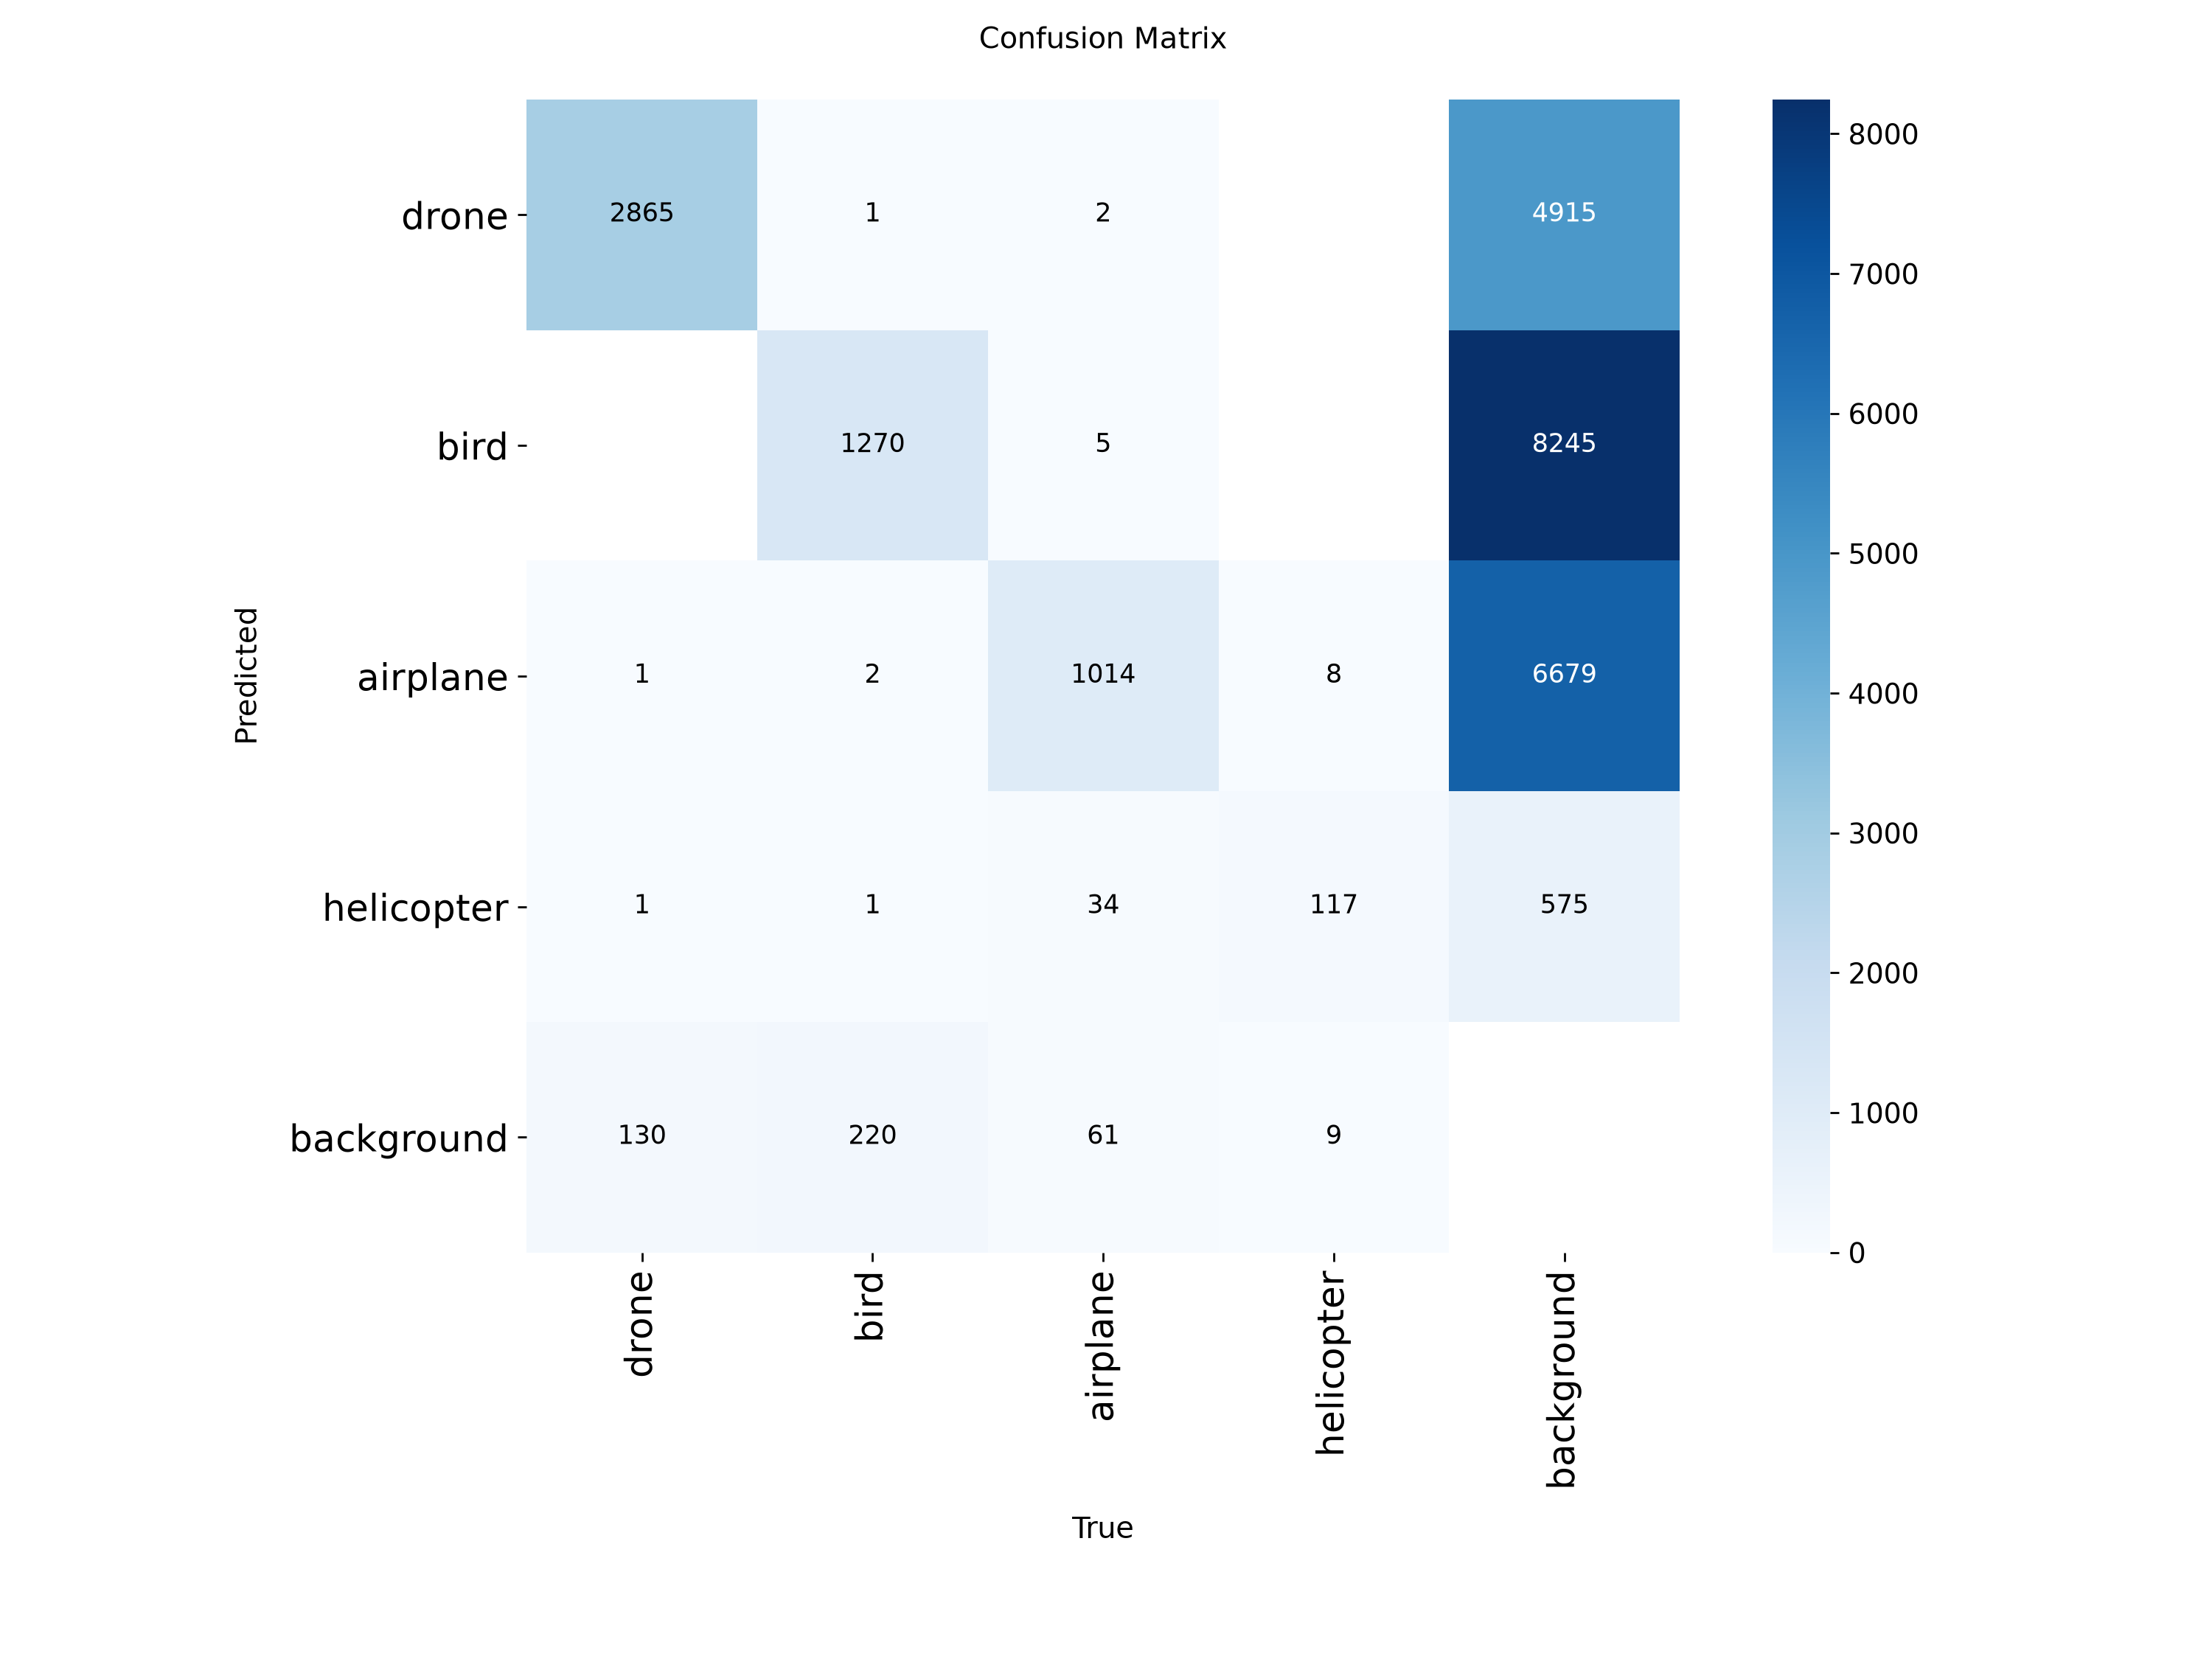 Confusion Matrix
drone 2865 1 2 4915
bird 1270 5 8245
airplane 1 2 1014 8 6679
helicopter 1 1 34 117 575
background 130 220 61 9
Predicted
drone
bird
airplane
helicopter
background
True
8000
7000
6000
5000
4000
3000
2000
1000
0